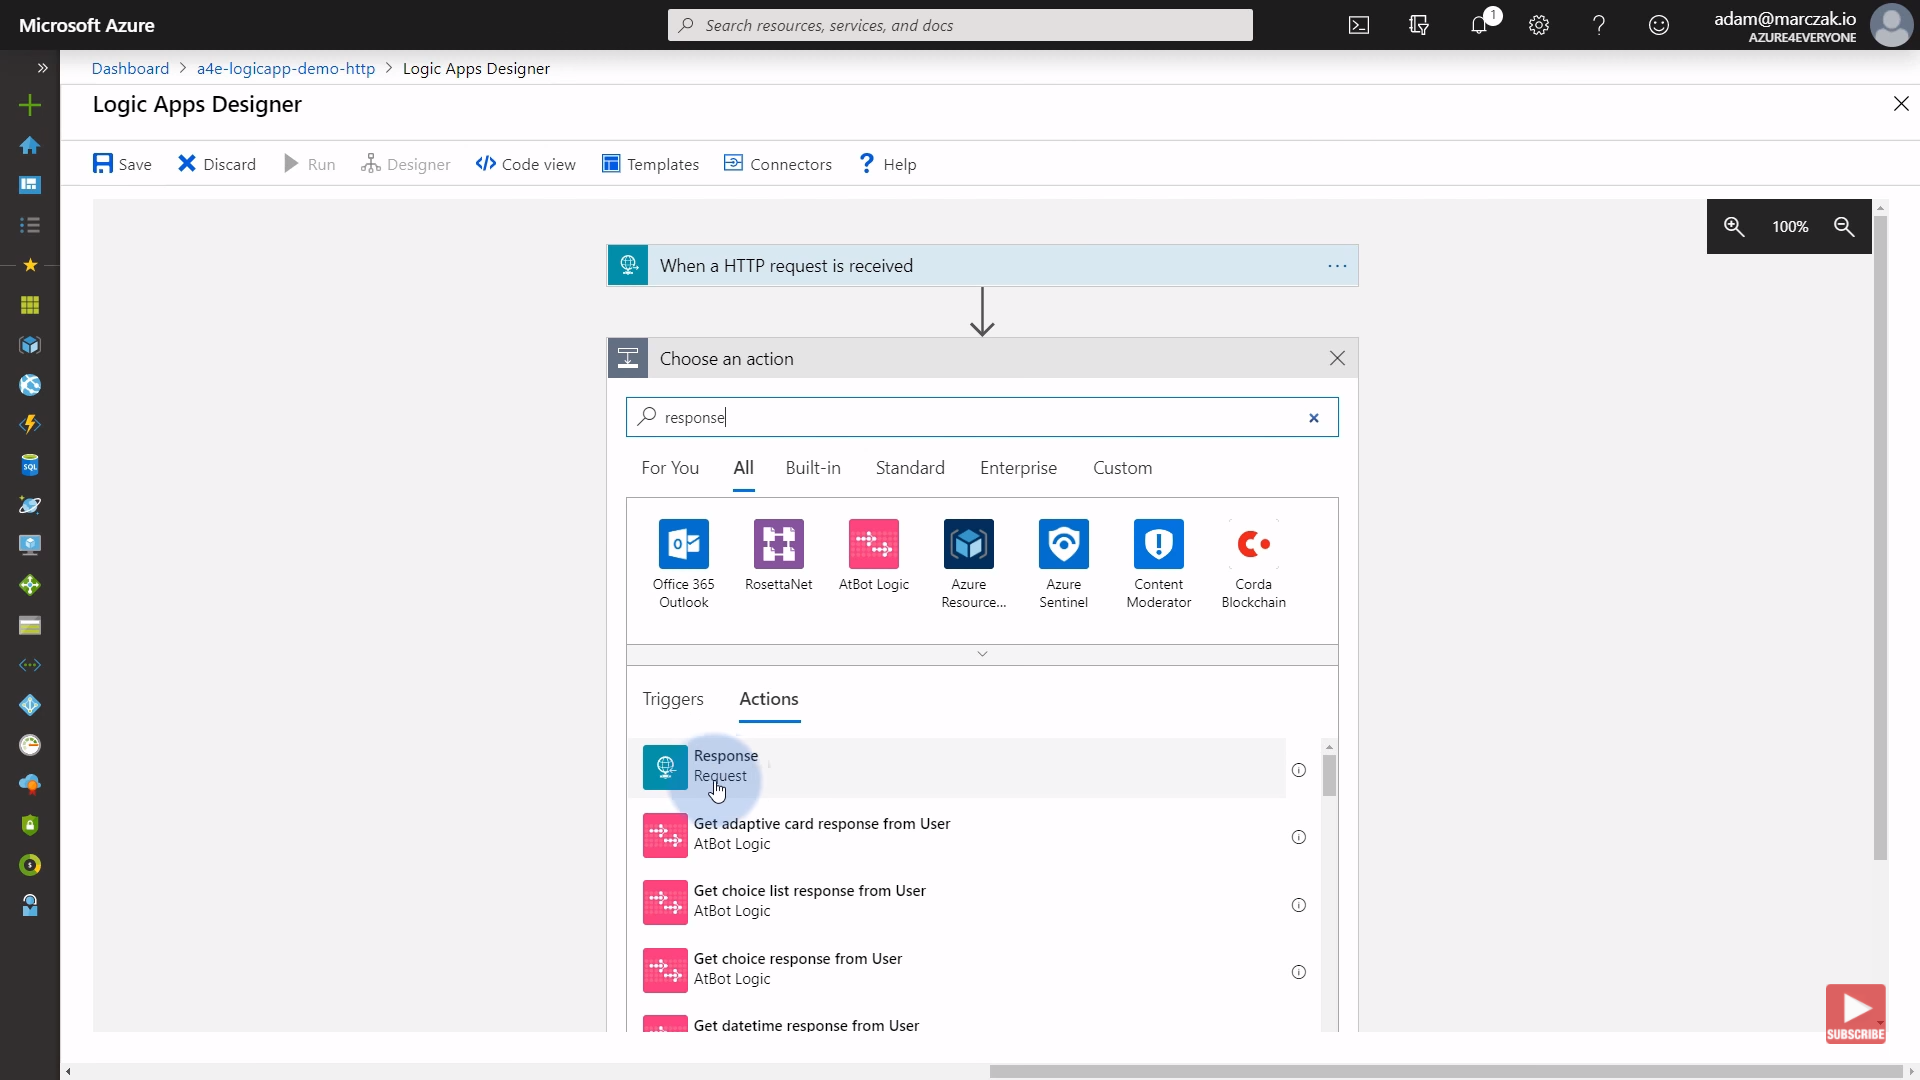 Microsoft Azure
Search resources, services, and docs
1
adam@marczak.io
AZURE4EVERYONE
Dashboard > a4e-logicapp-demo-http > Logic Apps Designer
Logic Apps Designer
Save Discard Run Designer Code view Templates Connectors Help
100%
When a HTTP request is received
Choose an action
response
For You All Built-in Standard Enterprise Custom
Office 365 Outlook
RosettaNet
AtBot Logic
Azure Resource...
Azure Sentinel
Content Moderator
Corda Blockchain
Triggers Actions
Response
Request
Get adaptive card response from User
AtBot Logic
Get choice list response from User
AtBot Logic
Get choice response from User
AtBot Logic
Get datetime response from User
SUBSCRIBE
SQL